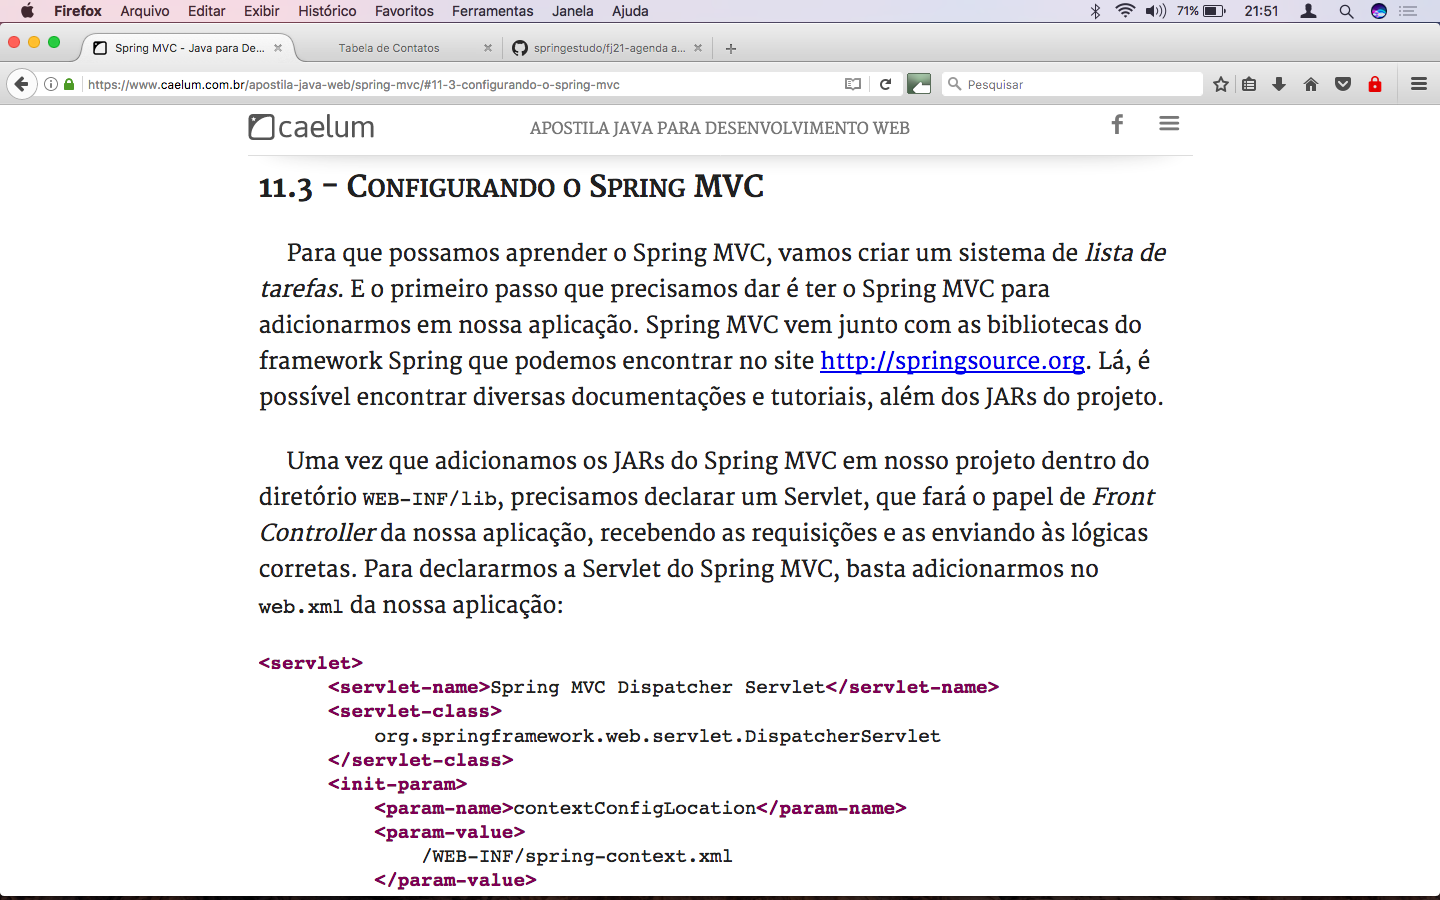 Firefox Arquivo Editar Exibir Histórico Favoritos Ferramentas Janela Ajuda 71% 21:51
Spring MVC - Java para De... Tabela de Contatos springestudo/fj21-agenda a...
https://www.caelum.com.br/apostila-java-web/spring-mvc/#11-3-configurando-o-spring-mvc Pesquisar
caelum APOSTILA JAVA PARA DESENVOLVIMENTO WEB
11.3 - Configurando o Spring MVC
Para que possamos aprender o Spring MVC, vamos criar um sistema de lista de
tarefas. E o primeiro passo que precisamos dar é ter o Spring MVC para
adicionarmos em nossa aplicação. Spring MVC vem junto com as bibliotecas do
framework Spring que podemos encontrar no site http://springsource.org. Lá, é
possível encontrar diversas documentações e tutoriais, além dos JARs do projeto.
Uma vez que adicionamos os JARs do Spring MVC em nosso projeto dentro do
diretório WEB-INF/lib, precisamos declarar um Servlet, que fará o papel de Front
Controller da nossa aplicação, recebendo as requisições e as enviando às lógicas
corretas. Para declararmos a Servlet do Spring MVC, basta adicionarmos no
web.xml da nossa aplicação:
<servlet>
<servlet-name>Spring MVC Dispatcher Servlet</servlet-name>
<servlet-class>
org.springframework.web.servlet.DispatcherServlet
</servlet-class>
<init-param>
<param-name>contextConfigLocation</param-name>
<param-value>
/WEB-INF/spring-context.xml
</param-value>